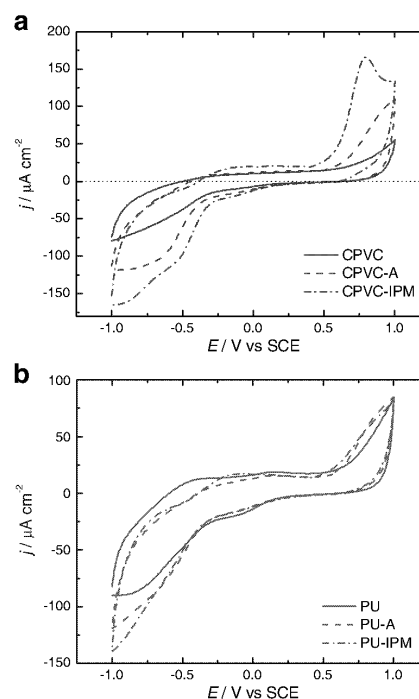 a
200
150
100
50
0
-50
-100
-150
j / μA cm⁻²
CPVC
CPVC-A
CPVC-IPM
-1.0 -0.5 0.0 0.5 1.0
E / V vs SCE
b
100
50
0
-50
-100
-150
j / μA cm⁻²
PU
PU-A
PU-IPM
-1.0 -0.5 0.0 0.5 1.0
E / V vs SCE